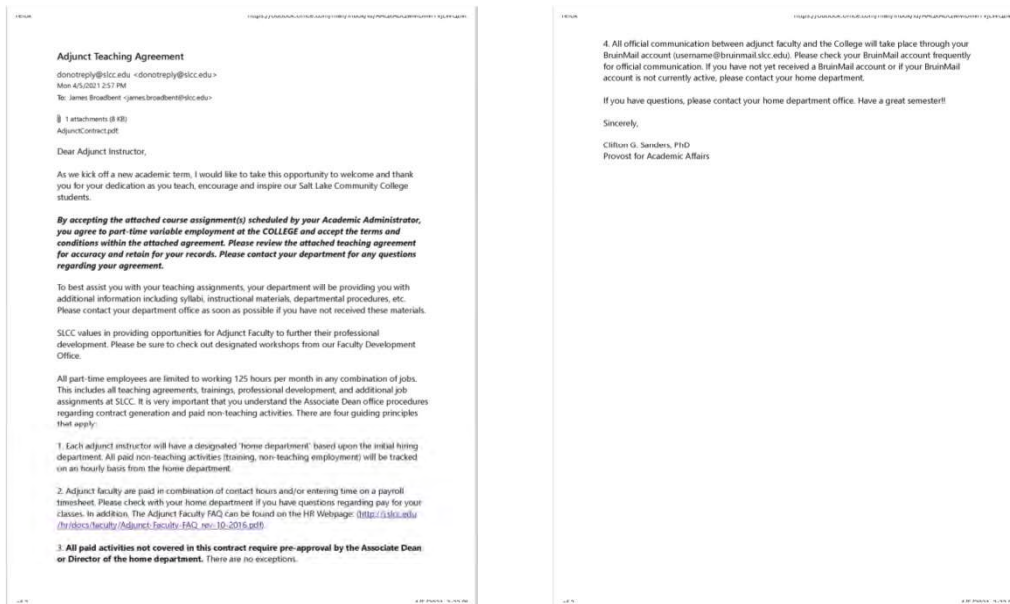 Adjunct Teaching Agreement
donotreply@slcc.edu <donotreply@slcc.edu>
Mon 4/5/2021 2:57 PM
To: James Broadbent <james.broadbent@slcc.edu>
1 attachments (8 KB)
AdjunctContract.pdf
Dear Adjunct Instructor,
As we kick off a new academic term, I would like to take this opportunity to welcome and thank
you for your dedication as you teach, encourage and inspire our Salt Lake Community College
students.
By accepting the attached course assignment(s) scheduled by your Academic Administrator,
you agree to part-time variable employment at the COLLEGE and accept the terms and
conditions within the attached agreement. Please review the attached teaching agreement
for accuracy and retain for your records. Please contact your department for any questions
regarding your agreement.
To best assist you with your teaching assignments, your department will be providing you with
additional information including syllabi, instructional materials, departmental procedures, etc.
Please contact your department office as soon as possible if you have not received these materials.
SLCC values in providing opportunities for Adjunct Faculty to further their professional
development. Please be sure to check out designated workshops from our Faculty Development
Office.
All part-time employees are limited to working 125 hours per month in any combination of jobs.
This includes all teaching agreements, trainings, professional development, and additional job
assignments at SLCC. It is very important that you understand the Associate Dean office procedures
regarding contract generation and paid non-teaching activities. There are four guiding principles
that apply:
1. Each adjunct instructor will have a designated 'home department' based upon the initial hiring
department. All paid non-teaching activities (training, non-teaching employment) will be tracked
on an hourly basis from the home department.
2. Adjunct faculty are paid in combination of contact hours and/or entering time on a payroll
timesheet. Please check with your home department if you have questions regarding pay for your
classes. In addition, The Adjunct Faculty FAQ can be found on the HR Webpage: (http://i.slcc.edu
/hr/docs/faculty/Adjunct-Faculty-FAQ_rev-10-2016.pdf).
3. All paid activities not covered in this contract require pre-approval by the Associate Dean
or Director of the home department. There are no exceptions.
4. All official communication between adjunct faculty and the College will take place through your
BruinMail account (username@bruinmail.slcc.edu). Please check your BruinMail account frequently
for official communication. If you have not yet received a BruinMail account or if your BruinMail
account is not currently active, please contact your home department.
If you have questions, please contact your home department office. Have a great semester!!
Sincerely,
Clifton G. Sanders, PhD
Provost for Academic Affairs